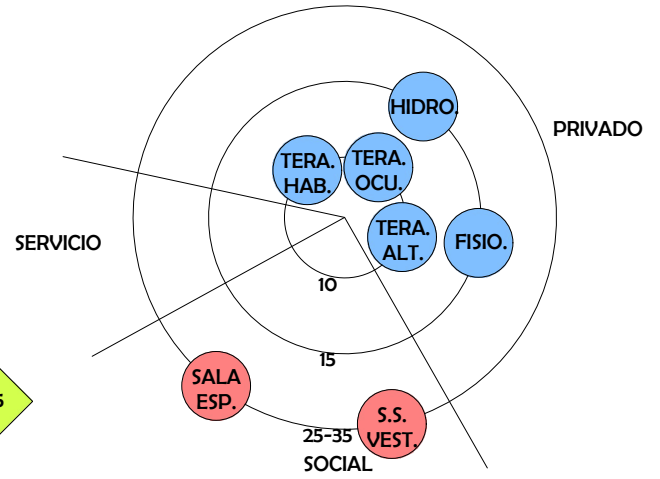 HIDRO.
PRIVADO
TERA.
HAB.
TERA.
OCU.
TERA.
ALT.
FISIO.
SERVICIO
10
15
SALA
ESP.
S.S.
VEST.
25-35
SOCIAL